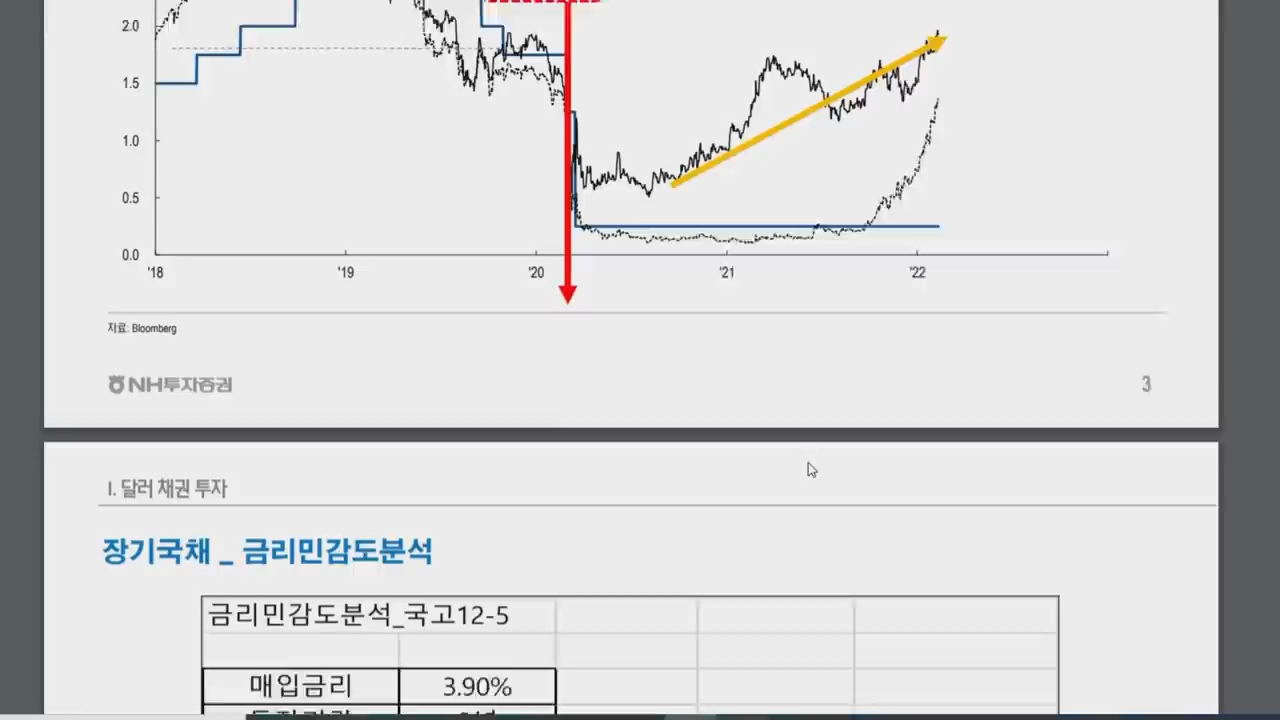 2.0
1.5
1.0
0.5
0.0
'18 '19 '20 '21 '22
자료: Bloomberg
NH투자증권
3
I. 달러 채권 투자
장기국채 _ 금리민감도분석
금리민감도분석_국고12-5
매입금리 3.90%